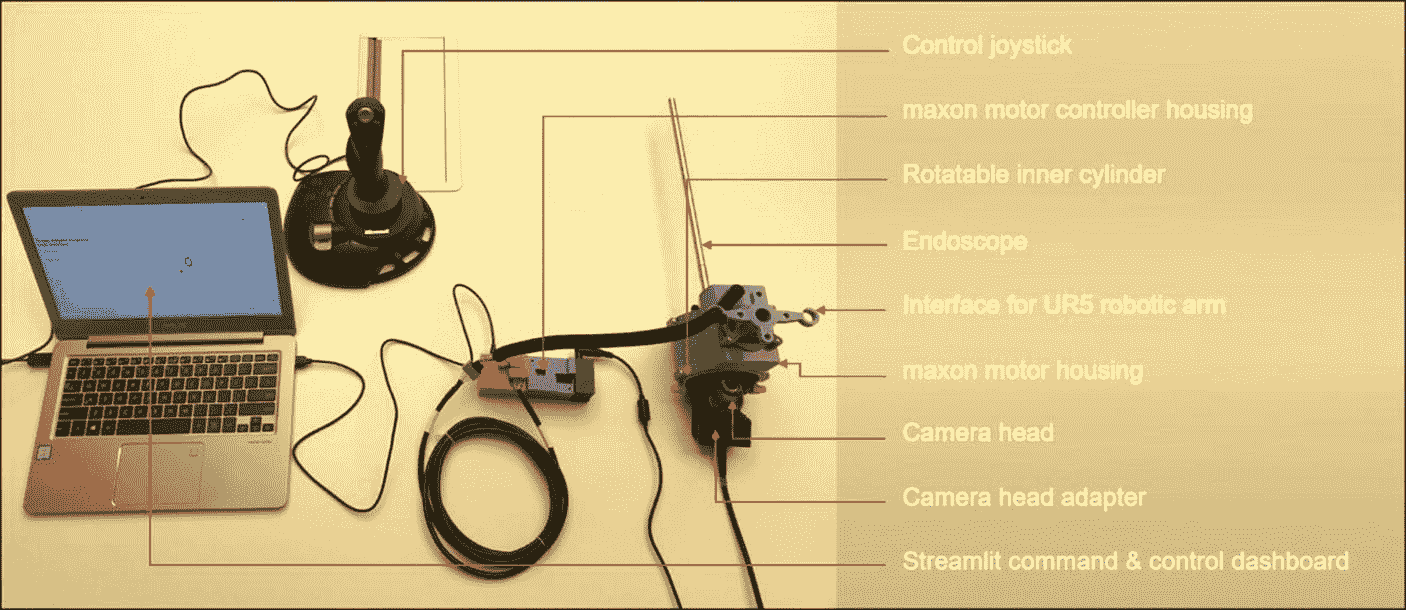 Control joystick
maxon motor controller housing
Rotatable inner cylinder
Endoscope
Interface for UR5 robotic arm
maxon motor housing
Camera head
Camera head adapter
Streamlit command & control dashboard